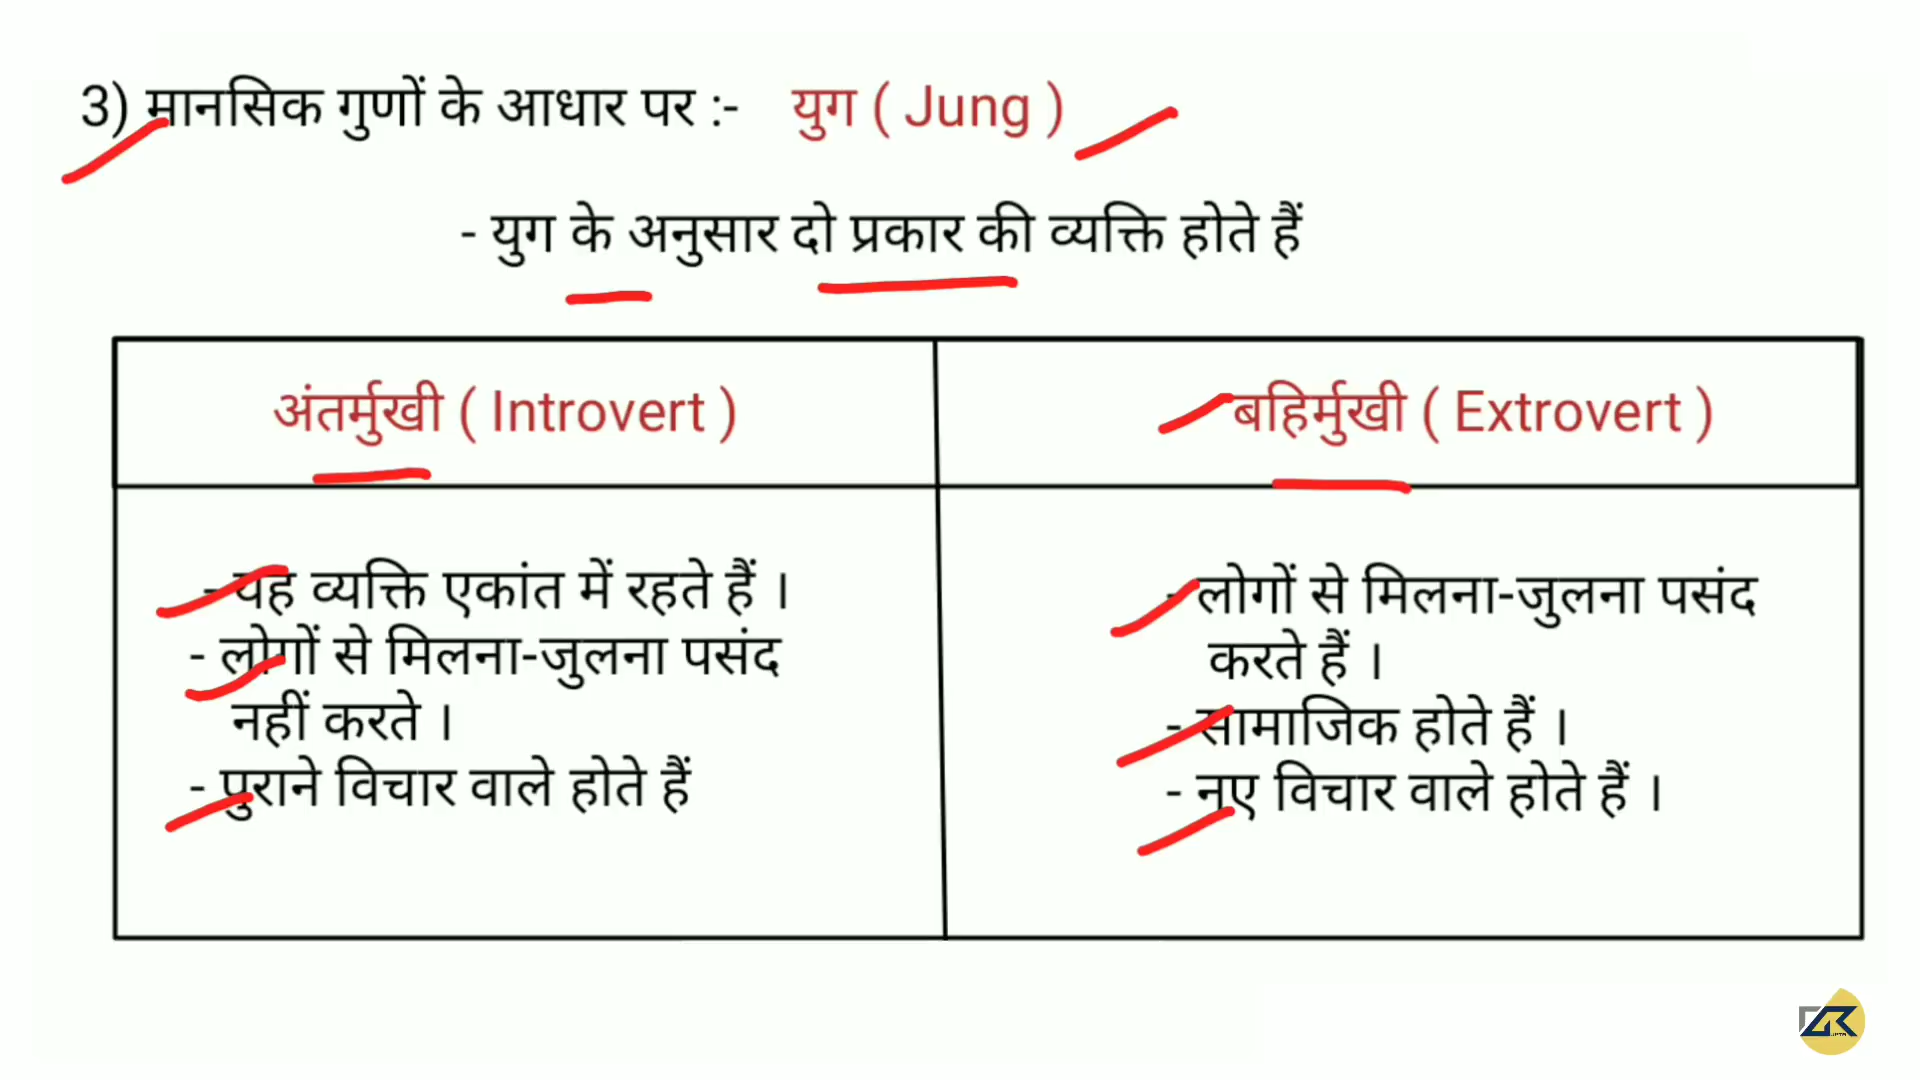 3) मानसिक गुणों के आधार पर :- युग ( Jung )
- युग के अनुसार दो प्रकार की व्यक्ति होते हैं
अंतर्मुखी ( Introvert )
बहिर्मुखी ( Extrovert )
- यह व्यक्ति एकांत में रहते हैं ।
- लोगों से मिलना-जुलना पसंद
नहीं करते ।
- पुराने विचार वाले होते हैं
- लोगों से मिलना-जुलना पसंद
करते हैं ।
- सामाजिक होते हैं ।
- नए विचार वाले होते हैं ।